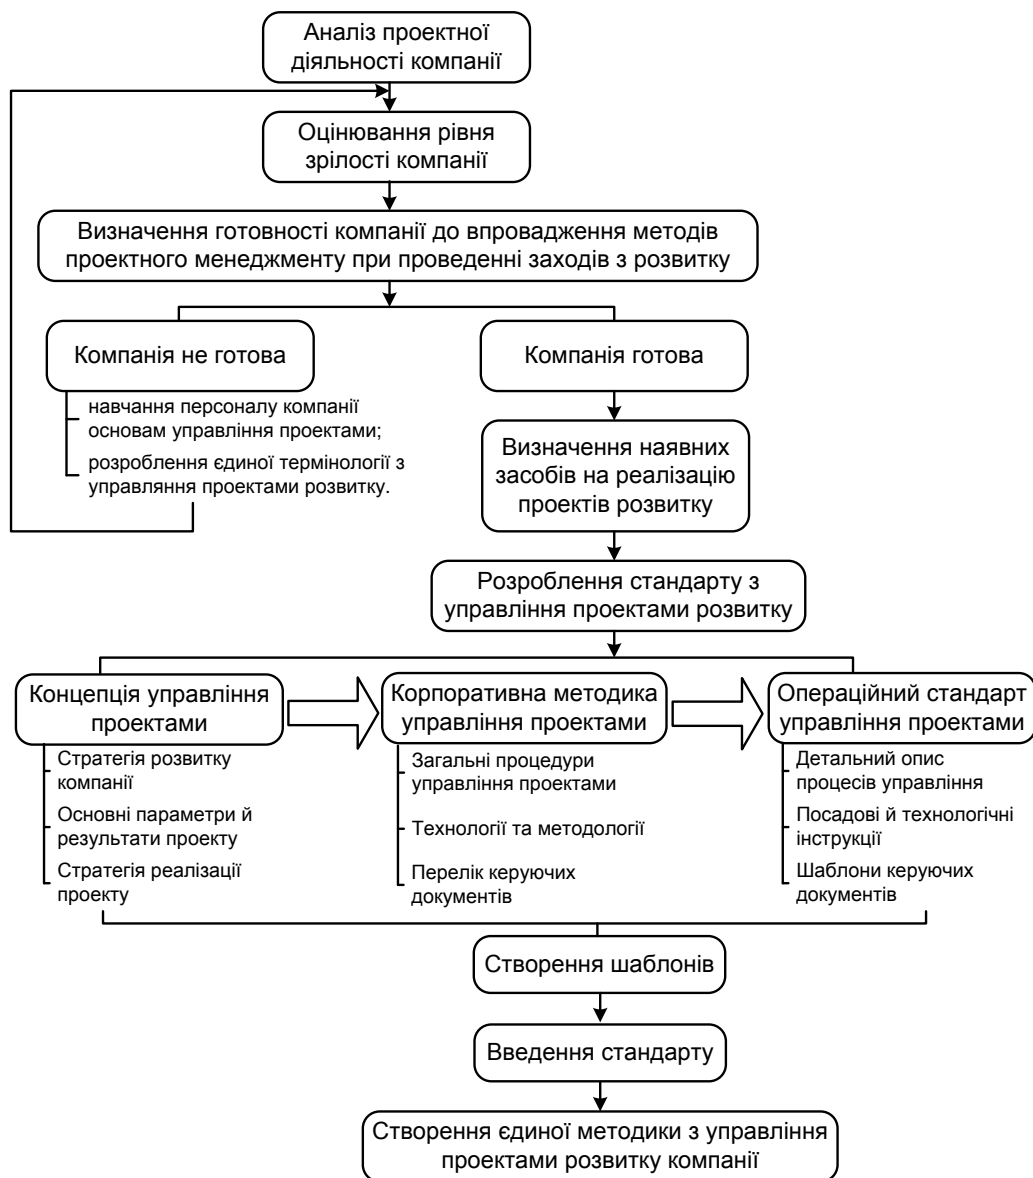 Аналіз проектної
діяльності компанії
Оцінювання рівня
зрілості компанії
Визначення готовності компанії до впровадження методів
проектного менеджменту при проведенні заходів з розвитку
Компанія не готова
навчання персоналу компанії
основам управління проектами;
розроблення єдиної термінології з
управляння проектами розвитку.
Компанія готова
Визначення наявних
засобів на реалізацію
проектів розвитку
Розроблення стандарту з
управління проектами розвитку
Концепція управління
проектами
Стратегія розвитку
компанії
Основні параметри й
результати проекту
Стратегія реалізації
проекту
Корпоративна методика
управління проектами
Загальні процедури
управління проектами
Технології та методології
Перелік керуючих
документів
Операційний стандарт
управління проектами
Детальний опис
процесів управління
Посадові й технологічні
інструкції
Шаблони керуючих
документів
Створення шаблонів
Введення стандарту
Створення єдиної методики з управління
проектами розвитку компанії